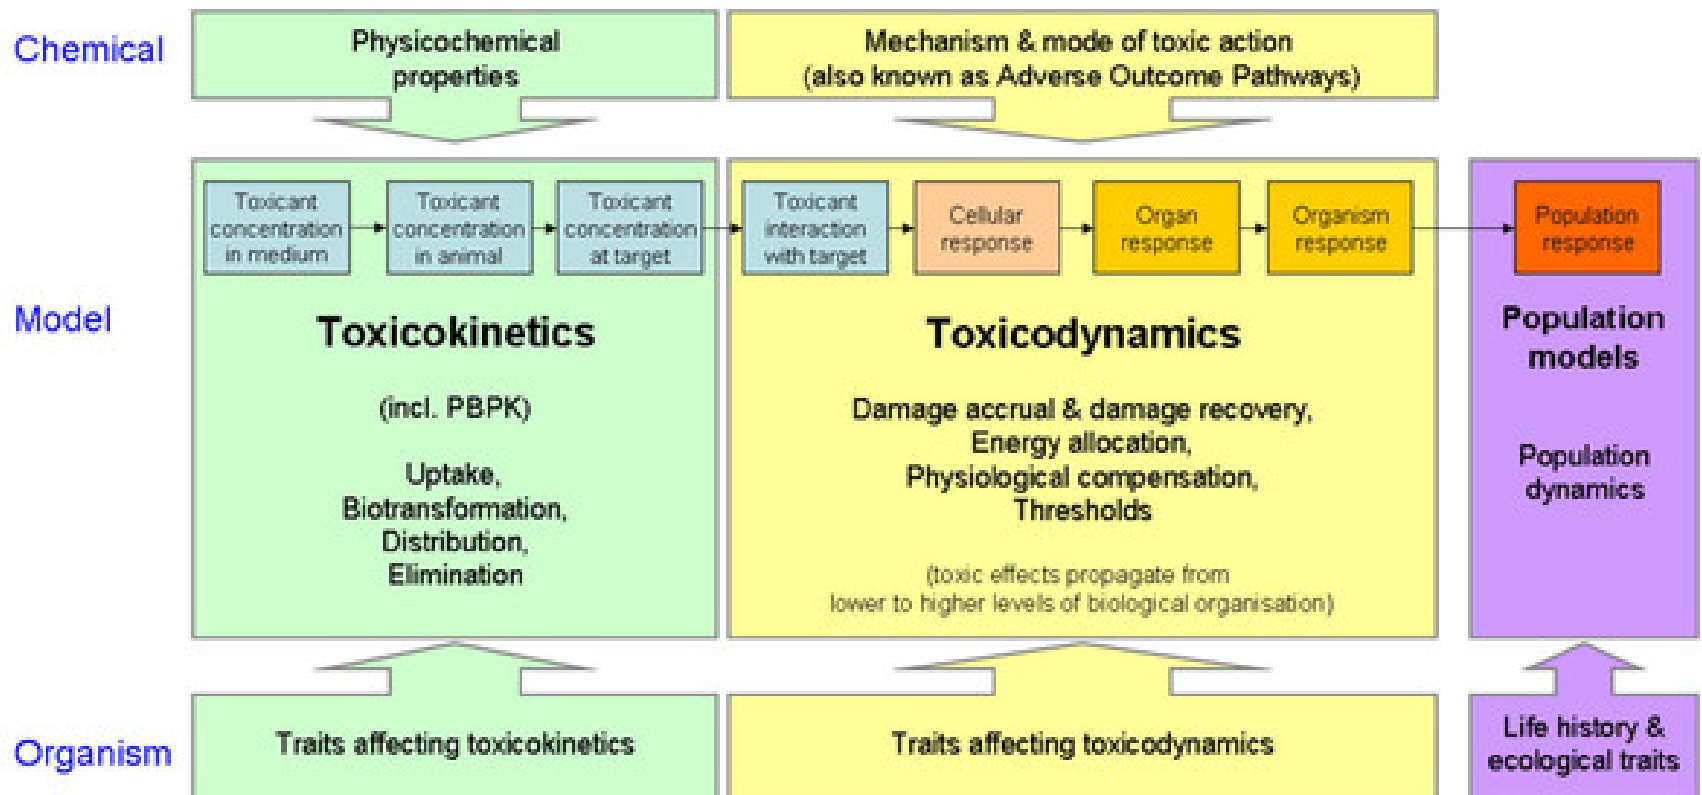 Chemical
Physicochemical
properties
Mechanism & mode of toxic action
(also known as Adverse Outcome Pathways)
Model
Toxicant
concentration
in medium
Toxicant
concentration
in animal
Toxicant
concentration
at target
Toxicant
interaction
with target
Cellular
response
Organ
response
Organism
response
Population
response
Toxicokinetics
(incl. PBPK)
Uptake,
Biotransformation,
Distribution,
Elimination
Toxicodynamics
Damage accrual & damage recovery,
Energy allocation,
Physiological compensation,
Thresholds
(toxic effects propagate from
lower to higher levels of biological organisation)
Population
models
Population
dynamics
Organism
Traits affecting toxicokinetics
Traits affecting toxicodynamics
Life history &
ecological traits